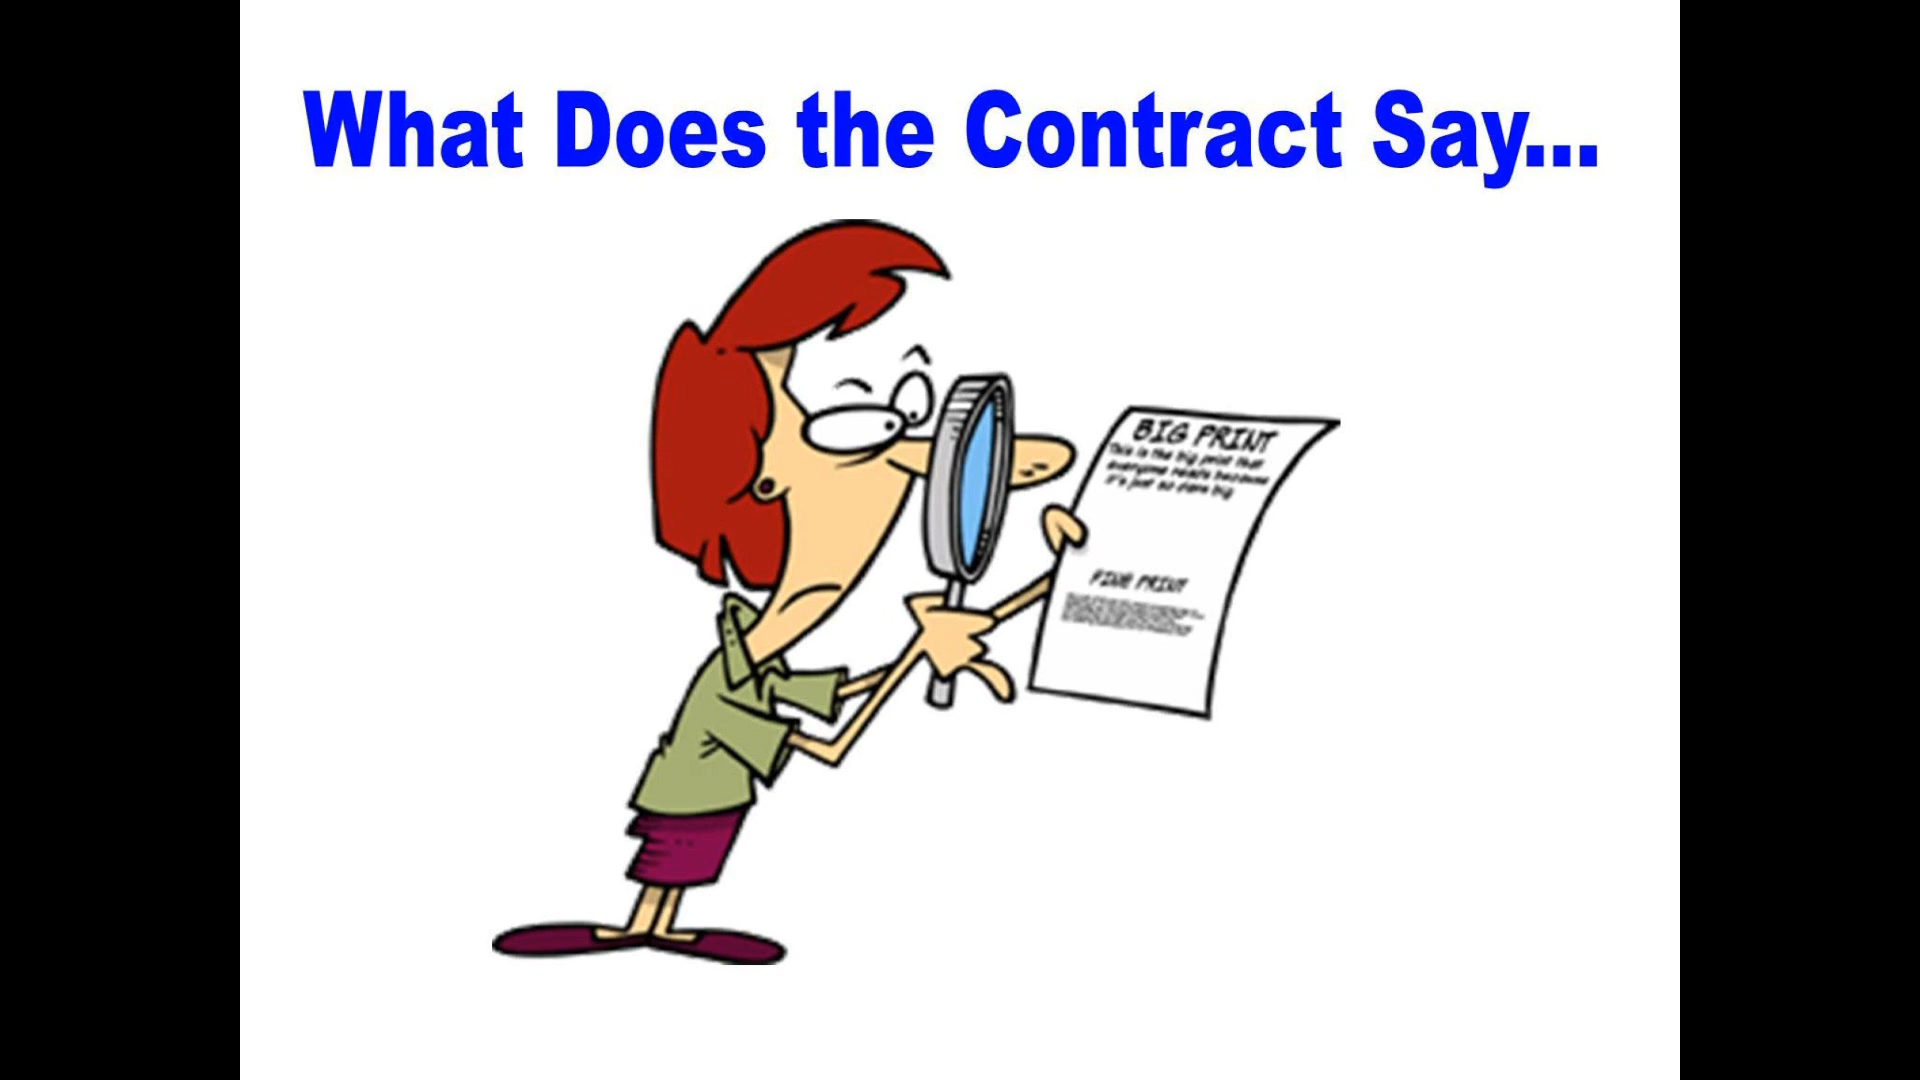 What Does the Contract Say...
BIG PRINT
This is the big print that
everyone reads because
it's just so darn big
FINE PRINT